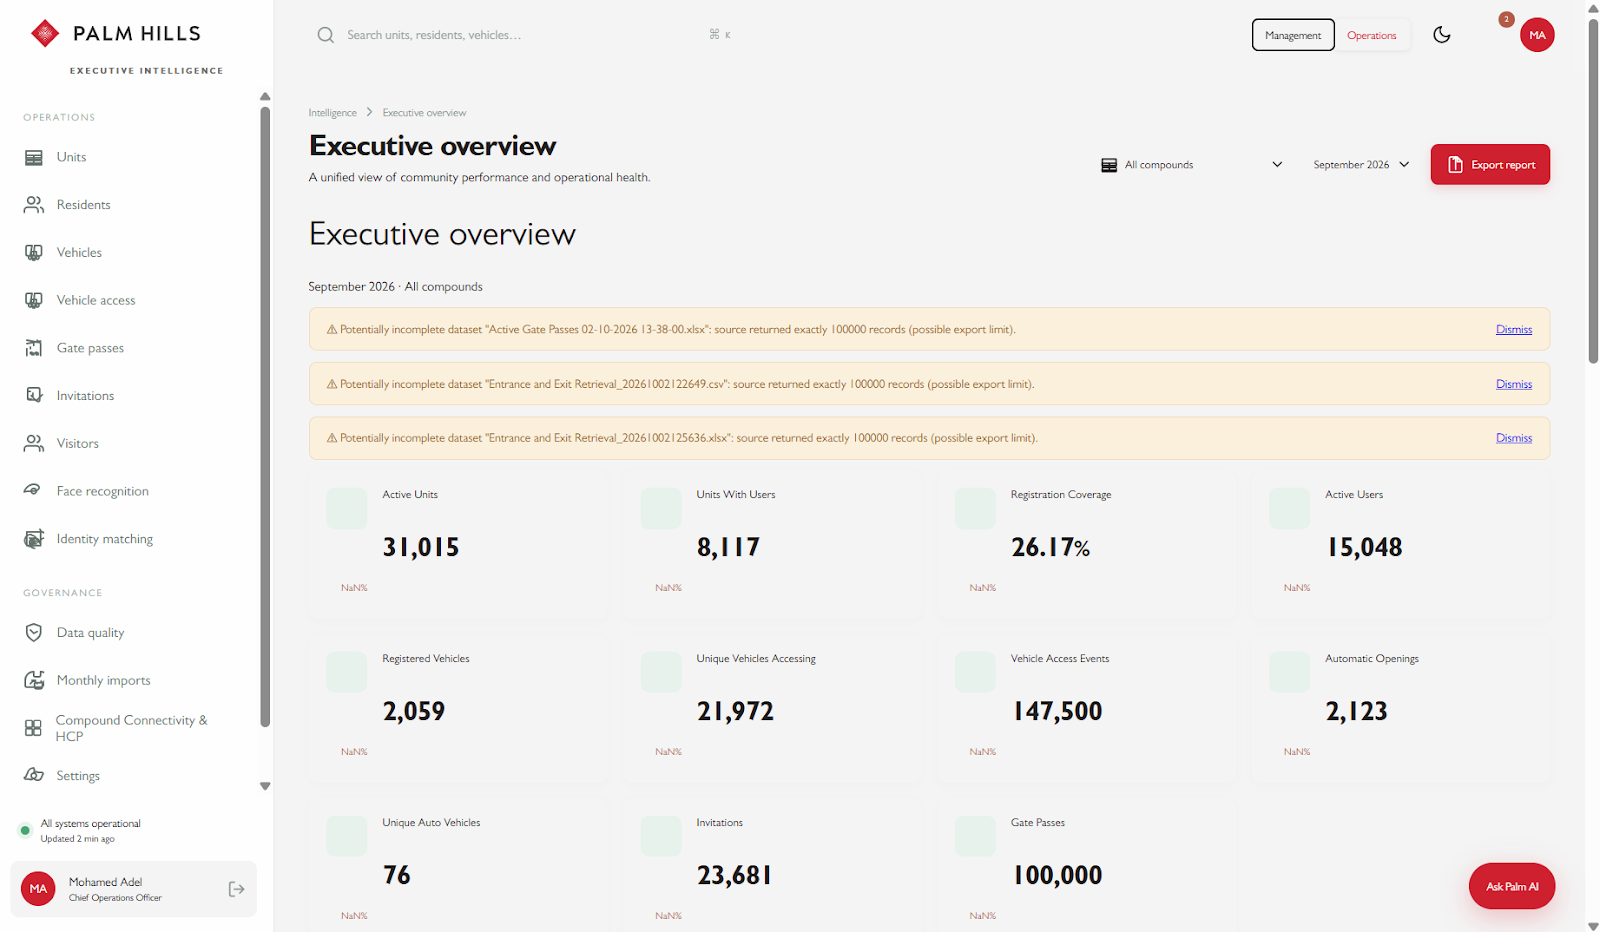 PALM HILLS
EXECUTIVE INTELLIGENCE
OPERATIONS
Units
Residents
Vehicles
Vehicle access
Gate passes
Invitations
Visitors
Face recognition
Identity matching
GOVERNANCE
Data quality
Monthly imports
Compound Connectivity &
HCP
Settings
All systems operational
Updated 2 min ago
MA
Mohamed Adel
Chief Operations Officer
Search units, residents, vehicles…
⌘ K
Management
Operations
2
MA
Intelligence
Executive overview
Executive overview
A unified view of community performance and operational health.
All compounds
September 2026
Export report
Executive overview
September 2026 · All compounds
⚠ Potentially incomplete dataset "Active Gate Passes 02-10-2026 13-38-00.xlsx": source returned exactly 100000 records (possible export limit).
Dismiss
⚠ Potentially incomplete dataset "Entrance and Exit Retrieval_20261002122649.csv": source returned exactly 100000 records (possible export limit).
Dismiss
⚠ Potentially incomplete dataset "Entrance and Exit Retrieval_20261002125636.xlsx": source returned exactly 100000 records (possible export limit).
Dismiss
Active Units
31,015
NaN%
Units With Users
8,117
NaN%
Registration Coverage
26.17%
NaN%
Active Users
15,048
NaN%
Registered Vehicles
2,059
NaN%
Unique Vehicles Accessing
21,972
NaN%
Vehicle Access Events
147,500
NaN%
Automatic Openings
2,123
NaN%
Unique Auto Vehicles
76
NaN%
Invitations
23,681
NaN%
Gate Passes
100,000
NaN%
Ask Palm AI